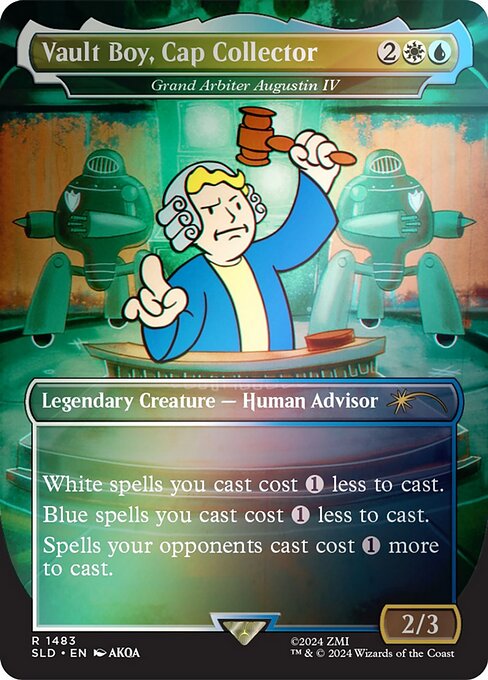 Vault Boy, Cap Collector 2
Grand Arbiter Augustin IV
Legendary Creature — Human Advisor
White spells you cast cost 1 less to cast.
Blue spells you cast cost 1 less to cast.
Spells your opponents cast cost 1 more
to cast.
2/3
R 1483
SLD • EN AKQA
©2024 ZMI
™ & © 2024 Wizards of the Coast